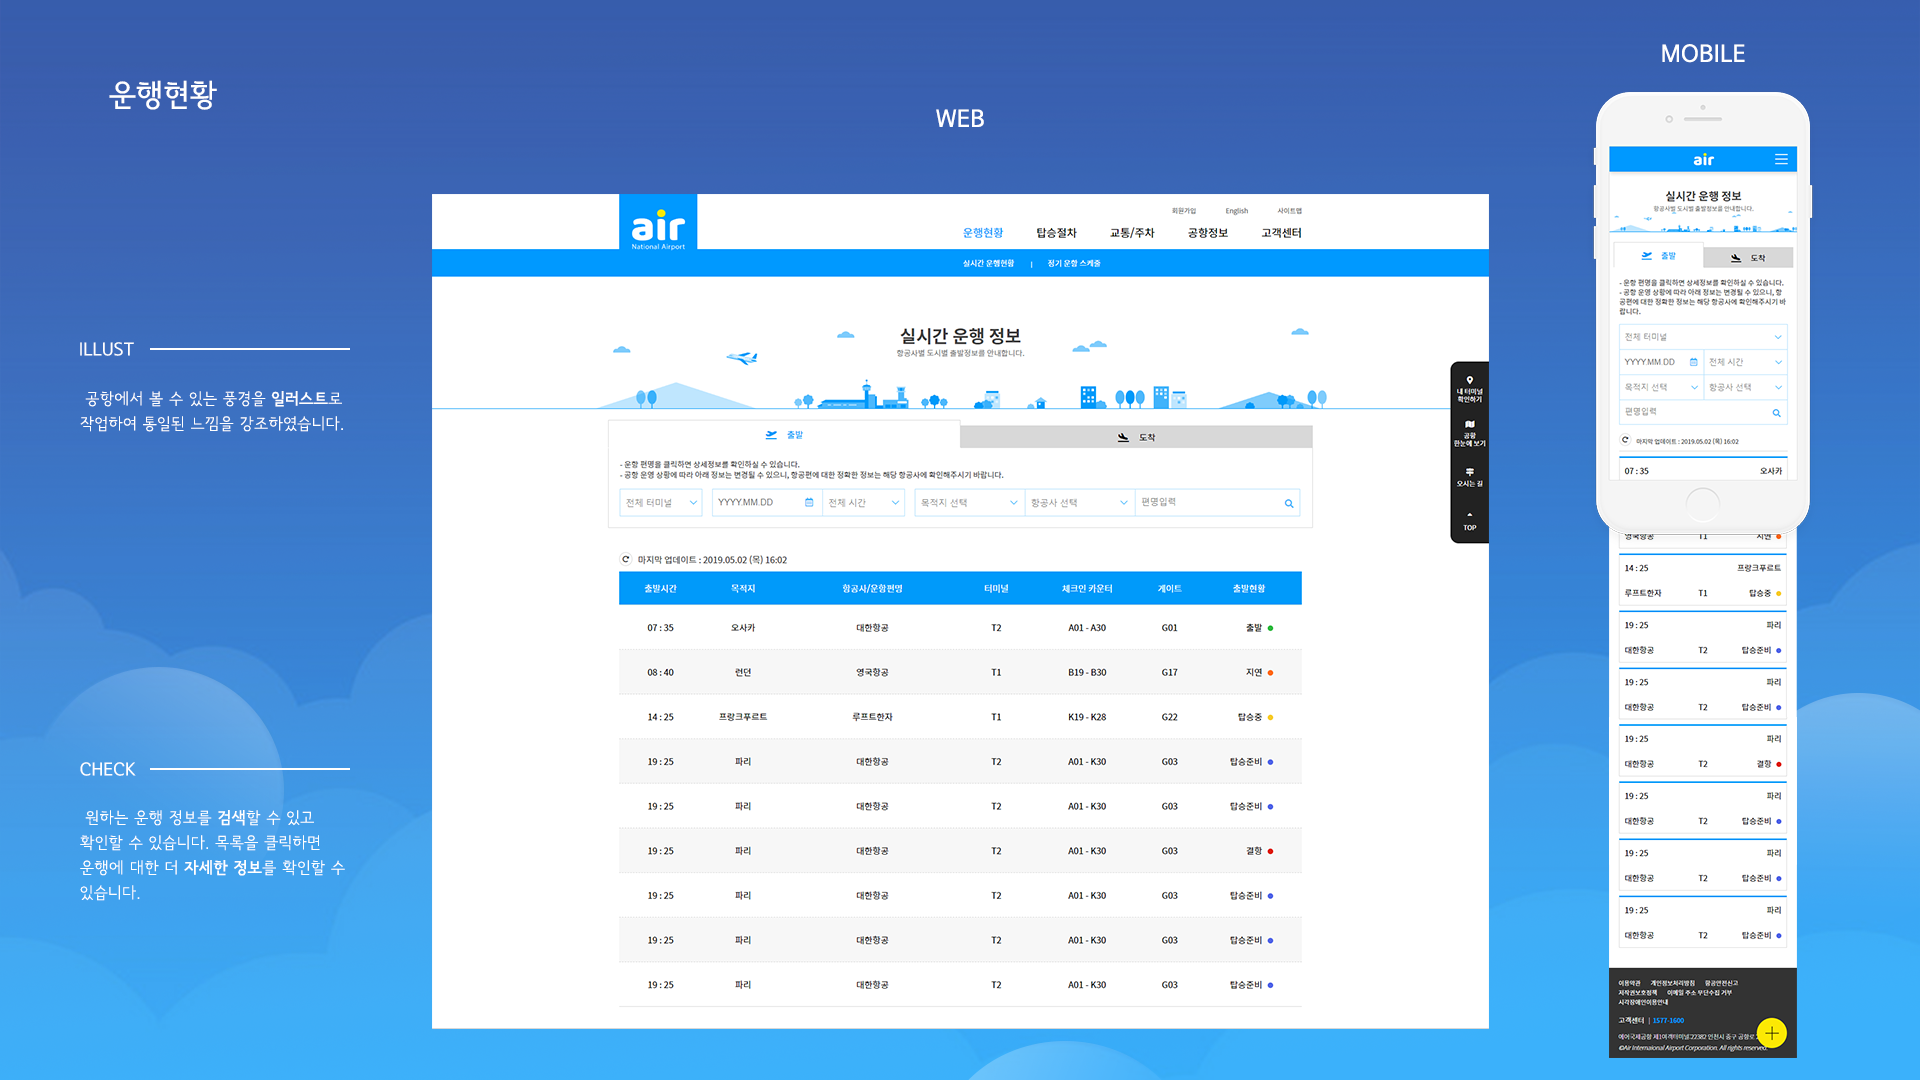 운행현황
ILLUST
공항에서 볼 수 있는 풍경을 일러스트로
작업하여 통일된 느낌을 강조하였습니다.
CHECK
원하는 운행 정보를 검색할 수 있고
확인할 수 있습니다. 목록을 클릭하면
운행에 대한 더 자세한 정보를 확인할 수
있습니다.
WEB
air
National Airport
회원가입 English 사이트맵
운행현황 탑승절차 교통/주차 공항정보 고객센터
실시간 운행현황 | 정기 운항 스케줄
실시간 운행 정보
항공사별 도시별 출발정보를 안내합니다.
내 터미널
확인하기
공항
한눈에 보기
오시는 길
TOP
출발 도착
- 운항 편명을 클릭하면 상세정보를 확인하실 수 있습니다.
- 공항 운영 상황에 따라 아래 정보는 변경될 수 있으니, 항공편에 대한 정확한 정보는 해당 항공사에 확인해주시기 바랍니다.
전체 터미널 YYYY.MM.DD 전체 시간 목적지 선택 항공사 선택 편명입력
마지막 업데이트 : 2019.05.02 (목) 16:02
출발시간 목적지 항공사/운항편명 터미널 체크인 카운터 게이트 출발현황
07 : 35 오사카 대한항공 T2 A01 - A30 G01 출발
08 : 40 런던 영국항공 T1 B19 - B30 G17 지연
14 : 25 프랑크푸르트 루프트한자 T1 K19 - K28 G22 탑승중
19 : 25 파리 대한항공 T2 A01 - K30 G03 탑승준비
19 : 25 파리 대한항공 T2 A01 - K30 G03 탑승준비
19 : 25 파리 대한항공 T2 A01 - K30 G03 결항
19 : 25 파리 대한항공 T2 A01 - K30 G03 탑승준비
19 : 25 파리 대한항공 T2 A01 - K30 G03 탑승준비
19 : 25 파리 대한항공 T2 A01 - K30 G03 탑승준비
MOBILE
air
실시간 운행 정보
항공사별 도시별 출발정보를 안내합니다.
출발 도착
- 운항 편명을 클릭하면 상세정보를 확인하실 수 있습니다.
- 공항 운영 상황에 따라 아래 정보는 변경될 수 있으니, 항
공편에 대한 정확한 정보는 해당 항공사에 확인해주시기 바
랍니다.
전체 터미널
YYYY.MM.DD 전체 시간
목적지 선택 항공사 선택
편명입력
마지막 업데이트 : 2019.05.02 (목) 16:02
07 : 35 오사카
영국항공 T1 지연
14 : 25 프랑크푸르트
루프트한자 T1 탑승중
19 : 25 파리
대한항공 T2 탑승준비
19 : 25 파리
대한항공 T2 탑승준비
19 : 25 파리
대한항공 T2 결항
19 : 25 파리
대한항공 T2 탑승준비
19 : 25 파리
대한항공 T2 탑승준비
19 : 25 파리
대한항공 T2 탑승준비
이용약관 개인정보처리방침 항공안전신고
저작권보호정책 이메일 주소 무단수집 거부
시각장애인이용안내
고객센터 | 1577-1600
에어국제공항 제1여객터미널:22382 인천시 중구 공항로
©Air Internaional Airport Corporation. All rights reserved.